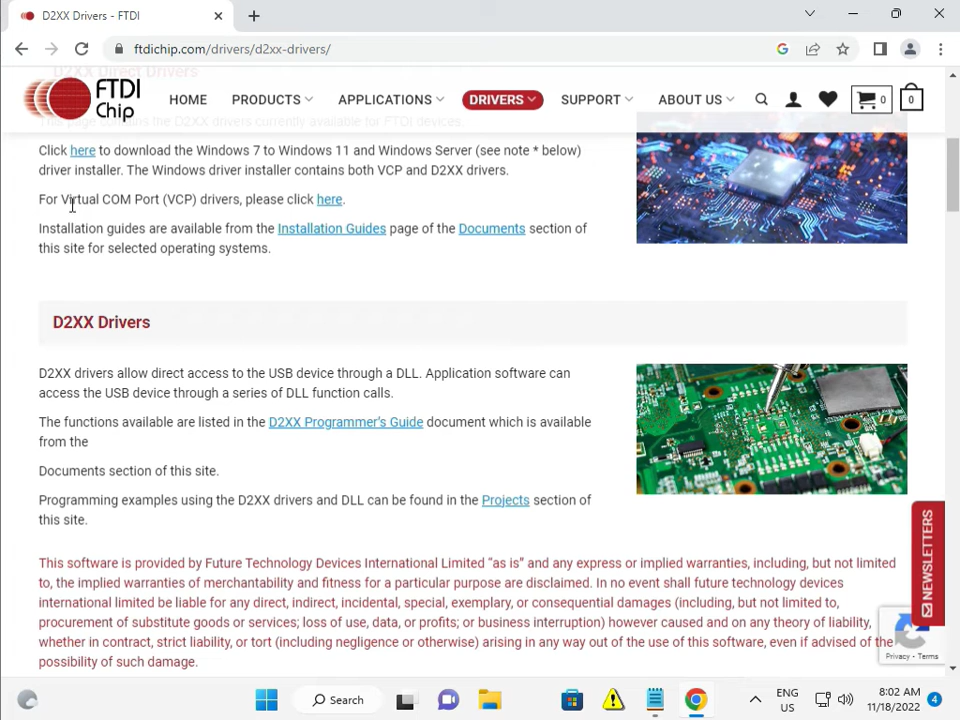 D2XX Drivers - FTDI
ftdichip.com/drivers/d2xx-drivers/
D2XX Direct Drivers
FTDI
Chip
HOME
PRODUCTS
APPLICATIONS
DRIVERS
SUPPORT
ABOUT US
0
0
This page contains the D2XX drivers currently available for FTDI devices.
Click here to download the Windows 7 to Windows 11 and Windows Server (see note * below)
driver installer. The Windows driver installer contains both VCP and D2XX drivers.
For Virtual COM Port (VCP) drivers, please click here.
Installation guides are available from the Installation Guides page of the Documents section of
this site for selected operating systems.
D2XX Drivers
D2XX drivers allow direct access to the USB device through a DLL. Application software can
access the USB device through a series of DLL function calls.
The functions available are listed in the D2XX Programmer's Guide document which is available
from the
Documents section of this site.
Programming examples using the D2XX drivers and DLL can be found in the Projects section of
this site.
This software is provided by Future Technology Devices International Limited “as is” and any express or implied warranties, including, but not limited
to, the implied warranties of merchantability and fitness for a particular purpose are disclaimed. In no event shall future technology devices
international limited be liable for any direct, indirect, incidental, special, exemplary, or consequential damages (including, but not limited to,
procurement of substitute goods or services; loss of use, data, or profits; or business interruption) however caused and on any theory of liability,
whether in contract, strict liability, or tort (including negligence or otherwise) arising in any way out of the use of this software, even if advised of the
possibility of such damage.
NEWSLETTERS
Privacy - Terms
Search
ENG
US
8:02 AM
11/18/2022
4